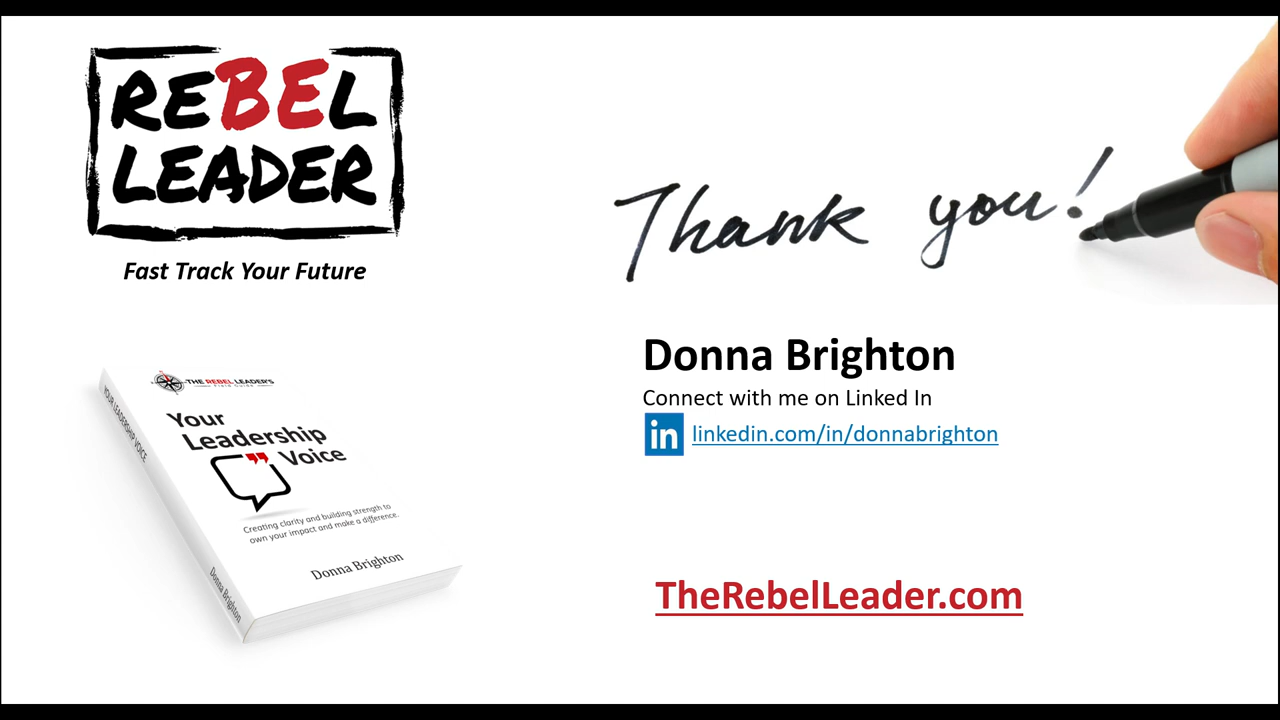 REBEL
LEADER
Fast Track Your Future
Thank you!
Donna Brighton
Connect with me on Linked In
in linkedin.com/in/donnabrighton
TheRebelLeader.com
THE REBEL LEADER'S
Field Guide
Your
Leadership
Voice
Creating clarity and building strength to
own your impact and make a difference.
Donna Brighton
YOUR LEADERSHIP VOICE
Donna Brighton